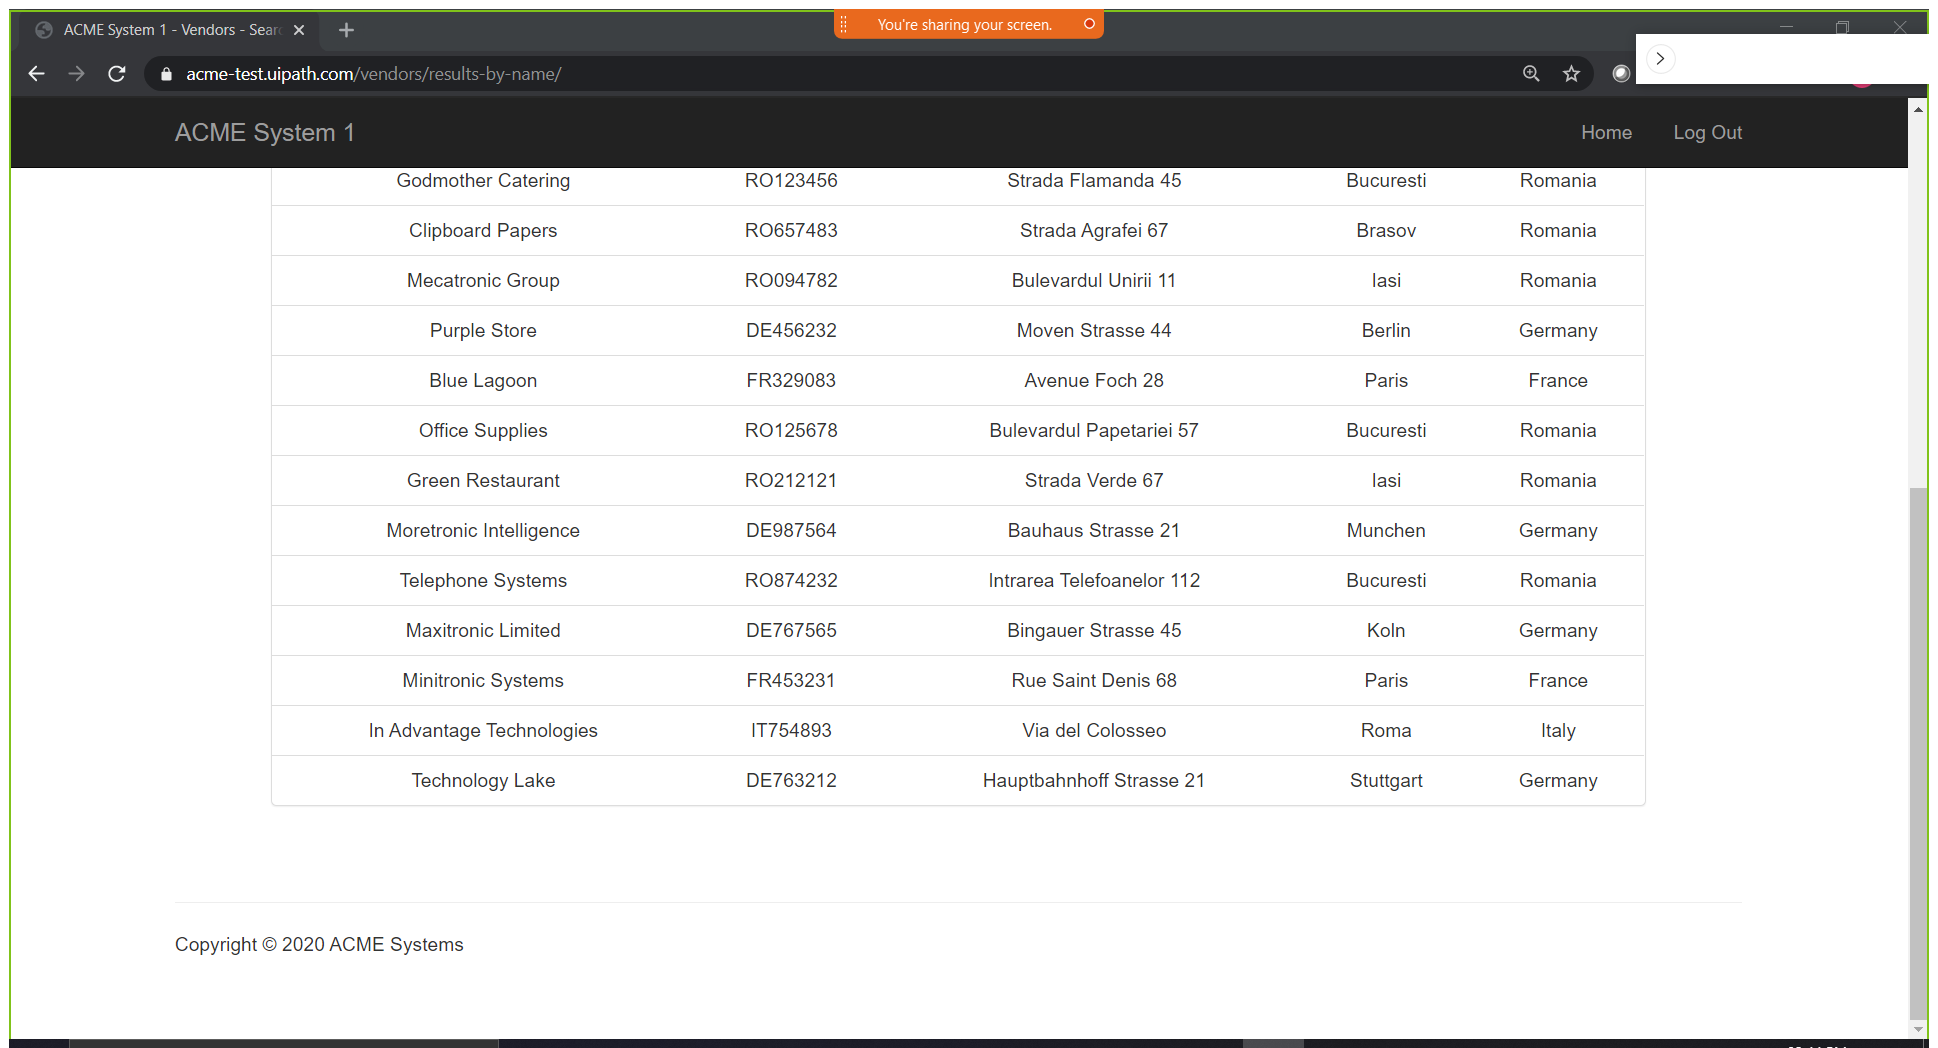 ACME System 1 - Vendors - Sear
You're sharing your screen.
acme-test.uipath.com/vendors/results-by-name/
ACME System 1 Home Log Out
Godmother Catering RO123456 Strada Flamanda 45 Bucuresti Romania
Clipboard Papers RO657483 Strada Agrafei 67 Brasov Romania
Mecatronic Group RO094782 Bulevardul Unirii 11 Iasi Romania
Purple Store DE456232 Moven Strasse 44 Berlin Germany
Blue Lagoon FR329083 Avenue Foch 28 Paris France
Office Supplies RO125678 Bulevardul Papetariei 57 Bucuresti Romania
Green Restaurant RO212121 Strada Verde 67 Iasi Romania
Moretronic Intelligence DE987564 Bauhaus Strasse 21 Munchen Germany
Telephone Systems RO874232 Intrarea Telefoanelor 112 Bucuresti Romania
Maxitronic Limited DE767565 Bingauer Strasse 45 Koln Germany
Minitronic Systems FR453231 Rue Saint Denis 68 Paris France
In Advantage Technologies IT754893 Via del Colosseo Roma Italy
Technology Lake DE763212 Hauptbahnhoff Strasse 21 Stuttgart Germany
Copyright © 2020 ACME Systems